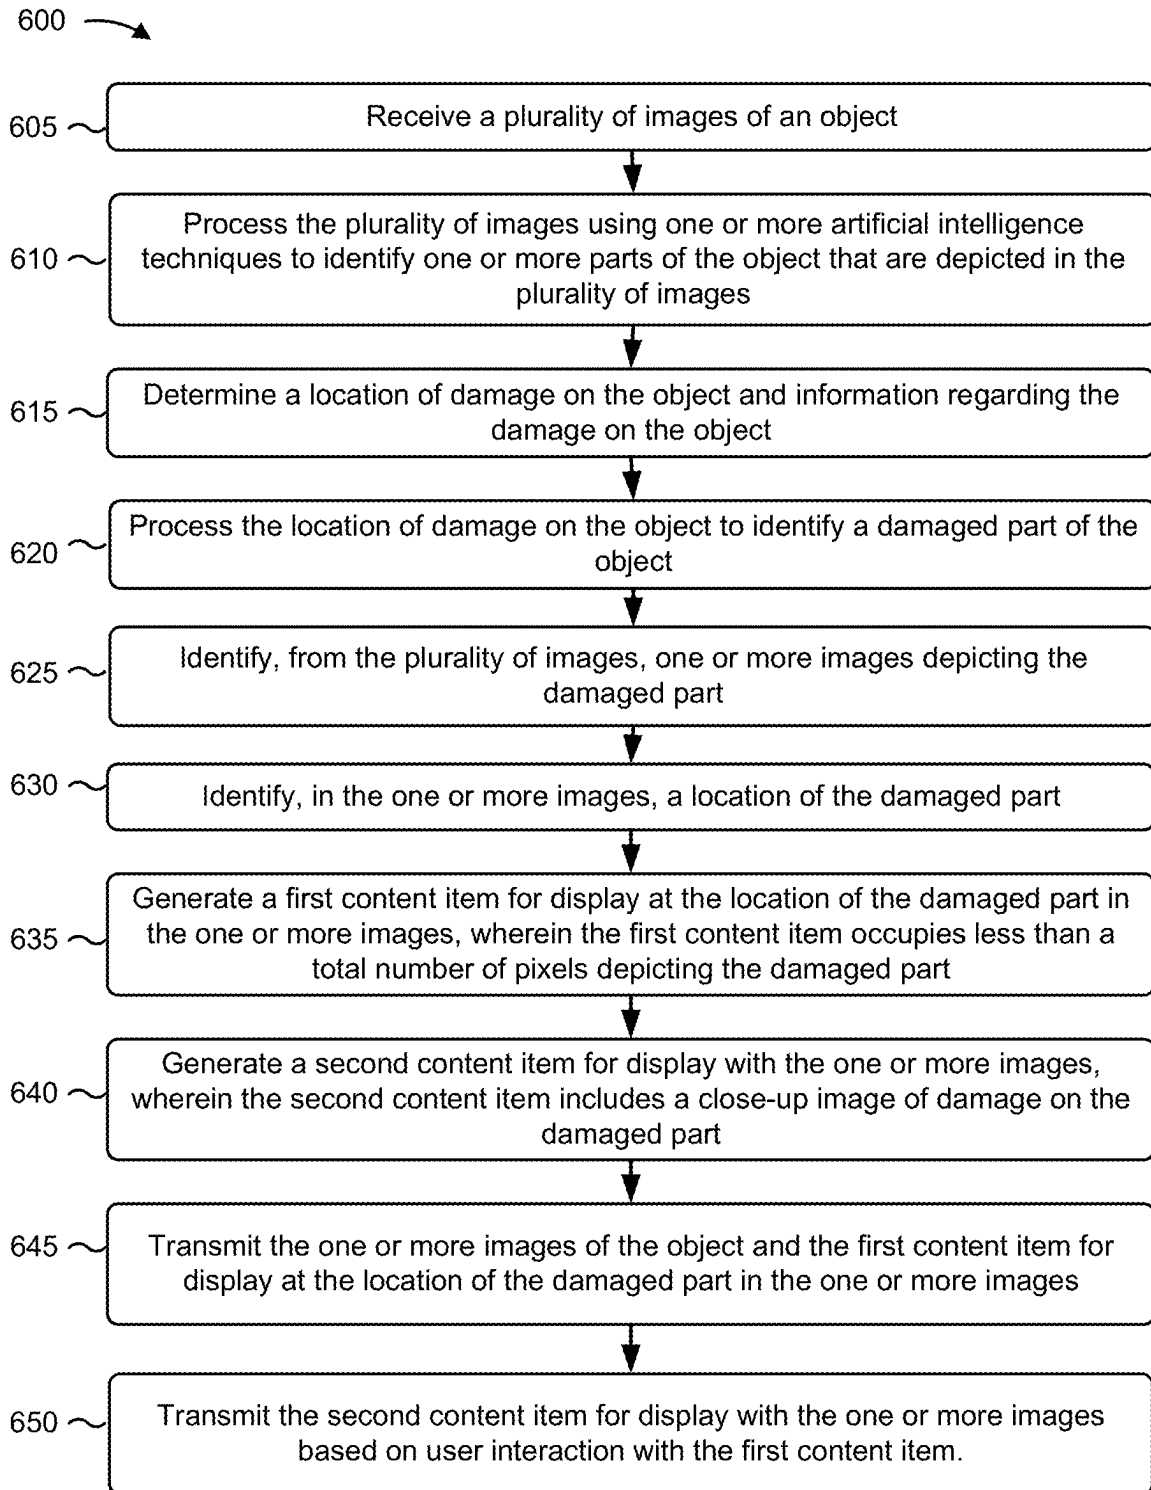 600
605
Receive a plurality of images of an object
610
Process the plurality of images using one or more artificial intelligence
techniques to identify one or more parts of the object that are depicted in the
plurality of images
615
Determine a location of damage on the object and information regarding the
damage on the object
620
Process the location of damage on the object to identify a damaged part of the
object
625
Identify, from the plurality of images, one or more images depicting the
damaged part
630
Identify, in the one or more images, a location of the damaged part
635
Generate a first content item for display at the location of the damaged part in
the one or more images, wherein the first content item occupies less than a
total number of pixels depicting the damaged part
640
Generate a second content item for display with the one or more images,
wherein the second content item includes a close-up image of damage on the
damaged part
645
Transmit the one or more images of the object and the first content item for
display at the location of the damaged part in the one or more images
650
Transmit the second content item for display with the one or more images
based on user interaction with the first content item.